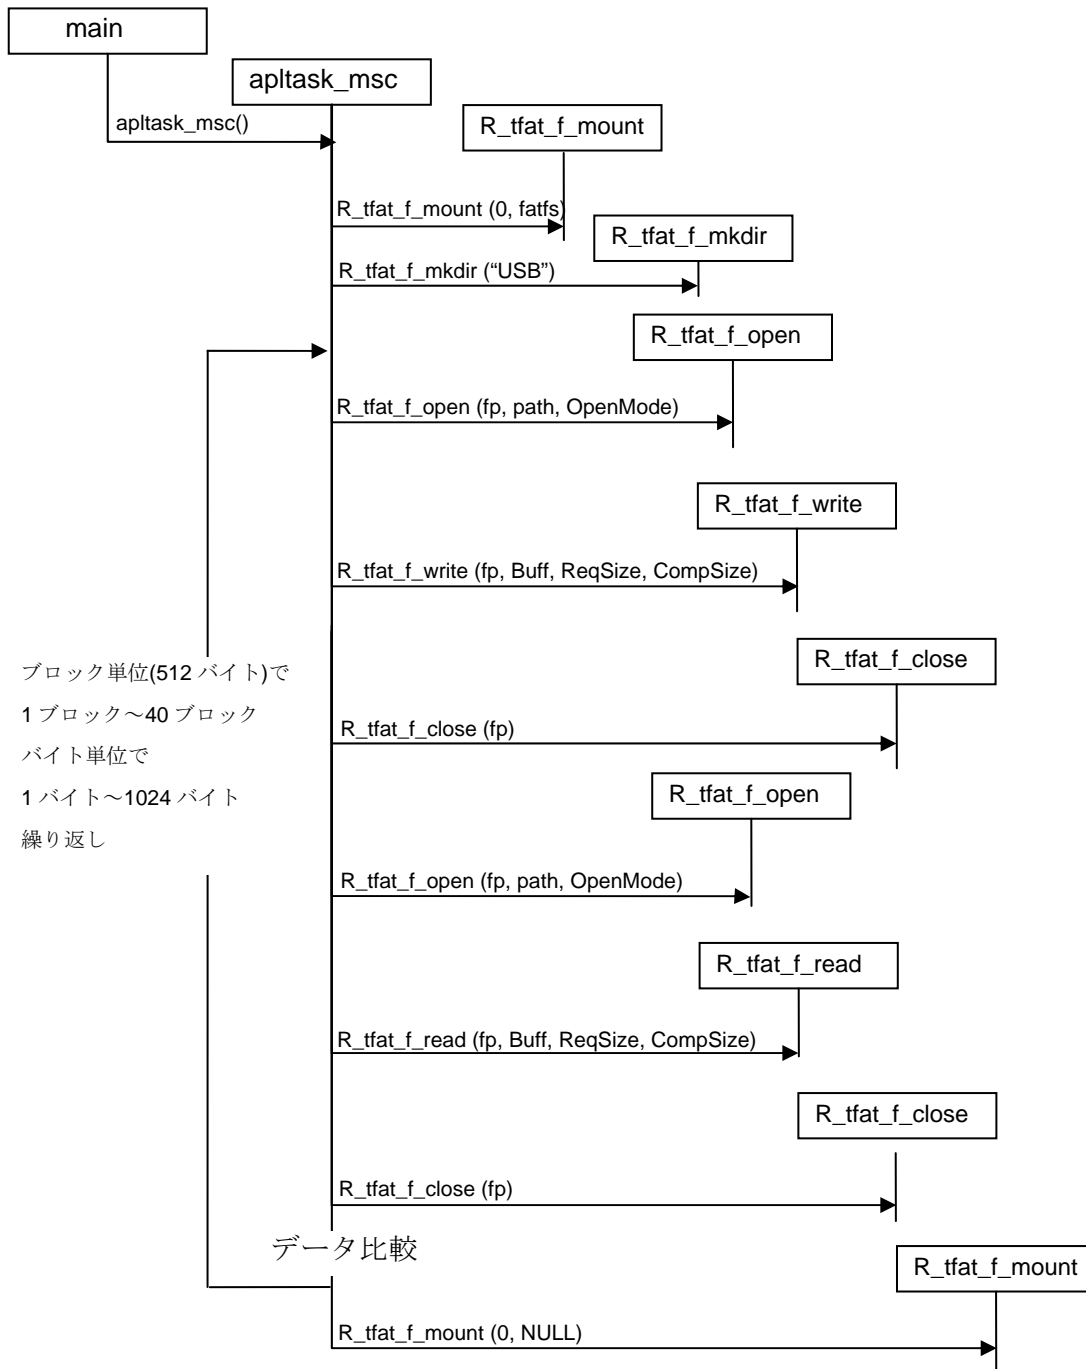 main
apltask_msc
apltask_msc()
R_tfat_f_mount
R_tfat_f_mount (0, fatfs)
R_tfat_f_mkdir
R_tfat_f_mkdir (“USB”)
R_tfat_f_open
R_tfat_f_open (fp, path, OpenMode)
R_tfat_f_write
R_tfat_f_write (fp, Buff, ReqSize, CompSize)
R_tfat_f_close
ブロック単位(512 バイト)で
1 ブロック～40 ブロック
バイト単位で
1 バイト～1024 バイト
繰り返し
R_tfat_f_close (fp)
R_tfat_f_open
R_tfat_f_open (fp, path, OpenMode)
R_tfat_f_read
R_tfat_f_read (fp, Buff, ReqSize, CompSize)
R_tfat_f_close
R_tfat_f_close (fp)
データ比較
R_tfat_f_mount
R_tfat_f_mount (0, NULL)